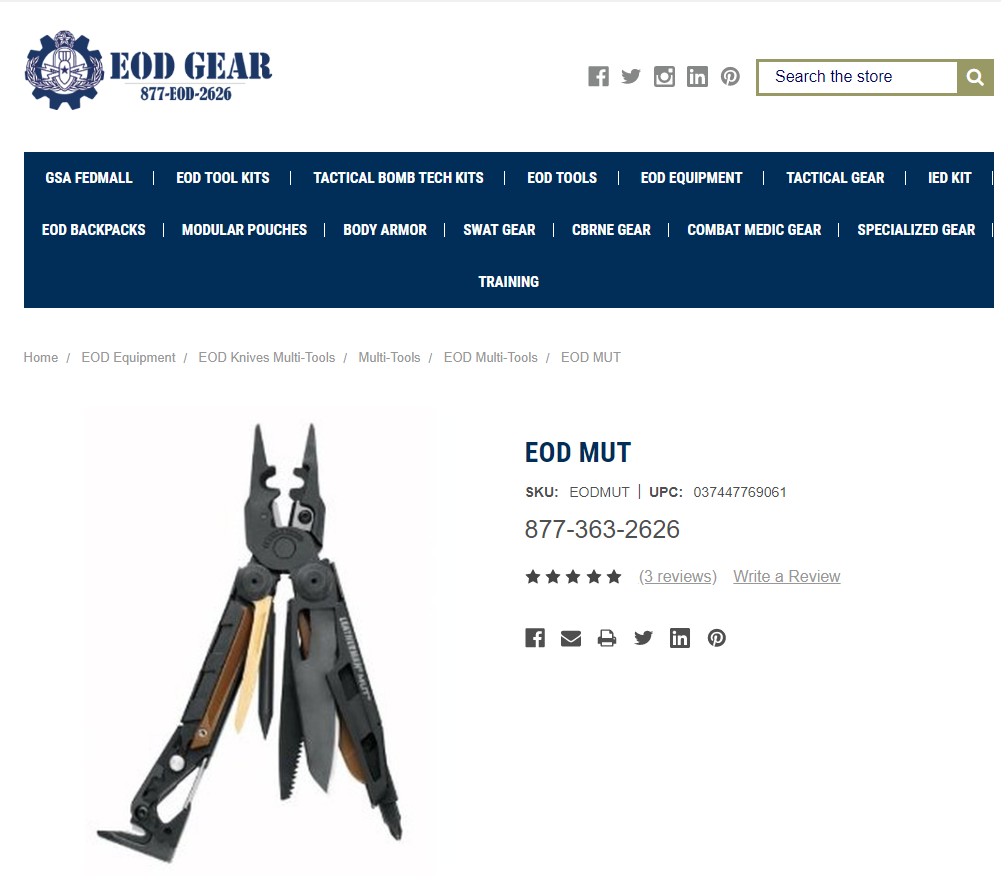 EOD GEAR
877-EOD-2626
Search the store
GSA FEDMALL | EOD TOOL KITS | TACTICAL BOMB TECH KITS | EOD TOOLS | EOD EQUIPMENT | TACTICAL GEAR | IED KIT |
EOD BACKPACKS | MODULAR POUCHES | BODY ARMOR | SWAT GEAR | CBRNE GEAR | COMBAT MEDIC GEAR | SPECIALIZED GEAR |
TRAINING
Home / EOD Equipment / EOD Knives Multi-Tools / Multi-Tools / EOD Multi-Tools / EOD MUT
EOD MUT
SKU: EODMUT | UPC: 037447769061
877-363-2626
(3 reviews) Write a Review
LEATHERMAN® MUT™